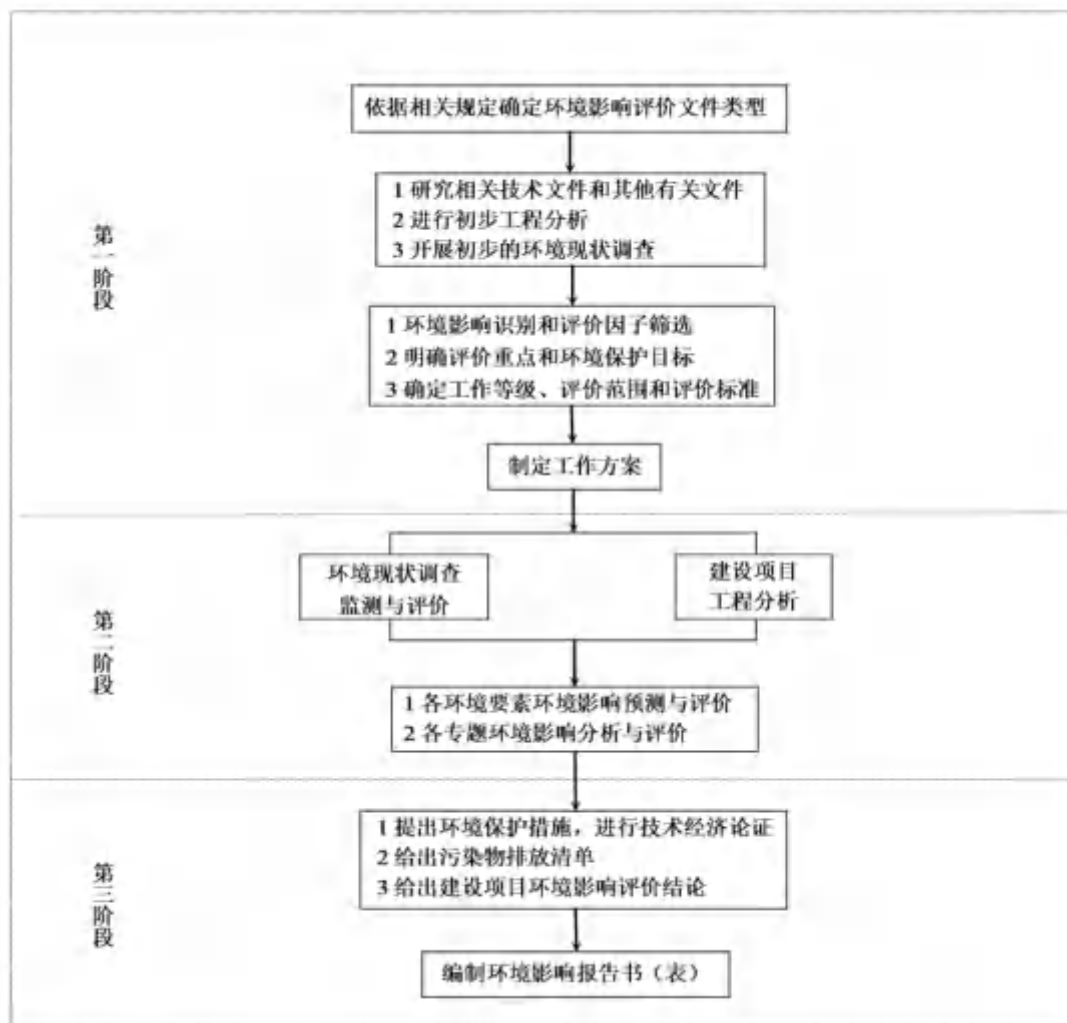 依据相关规定确定环境影响评价文件类型
1 研究相关技术文件和其他有关文件
2 进行初步工程分析
3 开展初步的环境现状调查
第一阶段
1 环境影响识别和评价因子筛选
2 明确评价重点和环境保护目标
3 确定工作等级、评价范围和评价标准
制定工作方案
环境现状调查
监测与评价
建设项目
工程分析
第二阶段
1 各环境要素环境影响预测与评价
2 各专题环境影响分析与评价
1 提出环境保护措施，进行技术经济论证
2 给出污染物排放清单
3 给出建设项目环境影响评价结论
第三阶段
编制环境影响报告书（表）